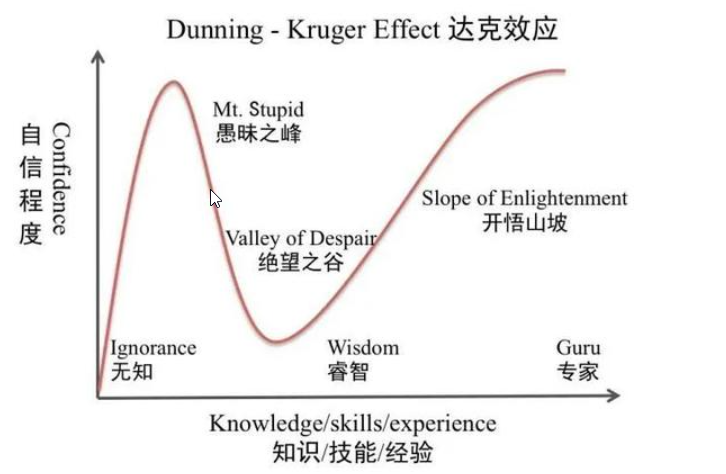 Dunning - Kruger Effect 达克效应
自信程度
Confidence
Mt. Stupid
愚昧之峰
Slope of Enlightenment
开悟山坡
Valley of Despair
绝望之谷
Ignorance
无知
Wisdom
睿智
Guru
专家
Knowledge/skills/experience
知识/技能/经验